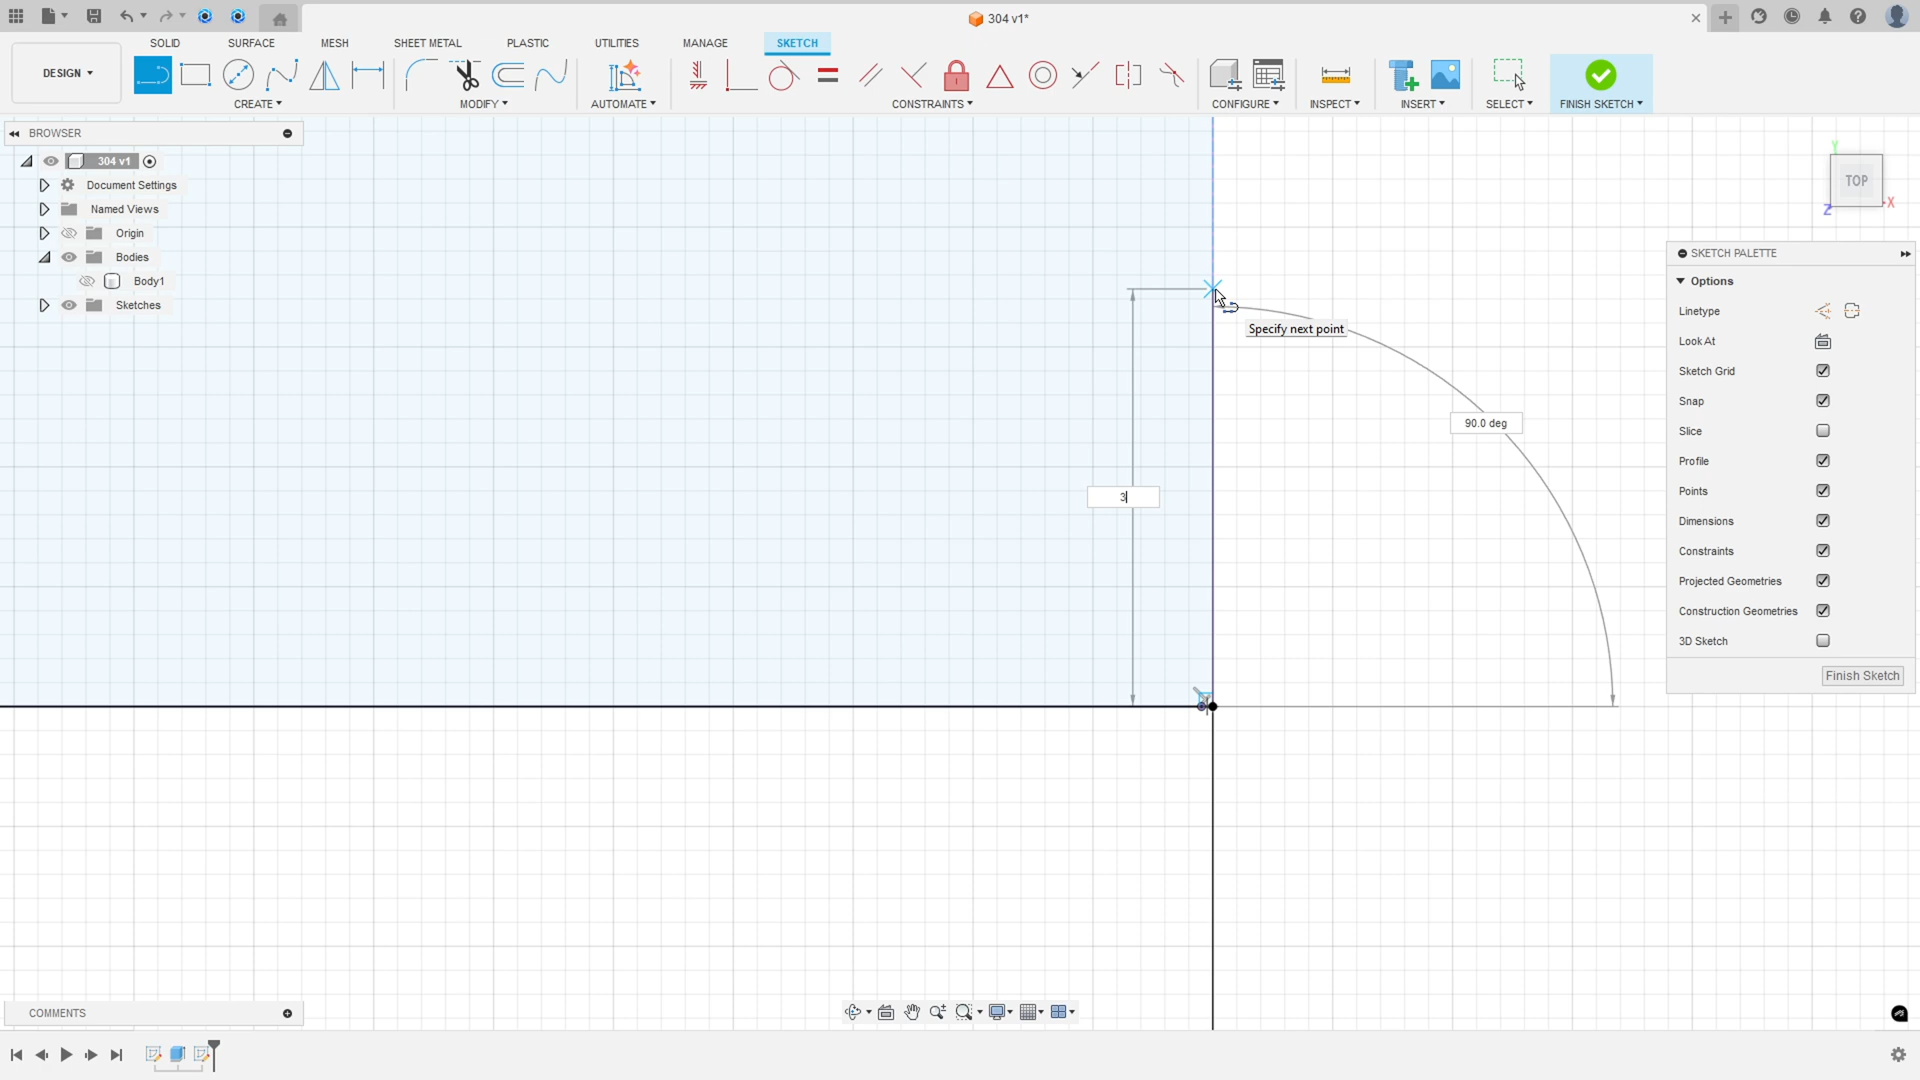 304 v1*
SOLID SURFACE MESH SHEET METAL PLASTIC UTILITIES MANAGE SKETCH
DESIGN
CREATE MODIFY AUTOMATE CONSTRAINTS CONFIGURE INSPECT INSERT SELECT FINISH SKETCH
BROWSER
304 v1
Document Settings
Named Views
Origin
Bodies
Body1
Sketches
Y
TOP
X
Z
Specify next point
90.0 deg
3
SKETCH PALETTE
Options
Linetype
Look At
Sketch Grid
Snap
Slice
Profile
Points
Dimensions
Constraints
Projected Geometries
Construction Geometries
3D Sketch
Finish Sketch
COMMENTS